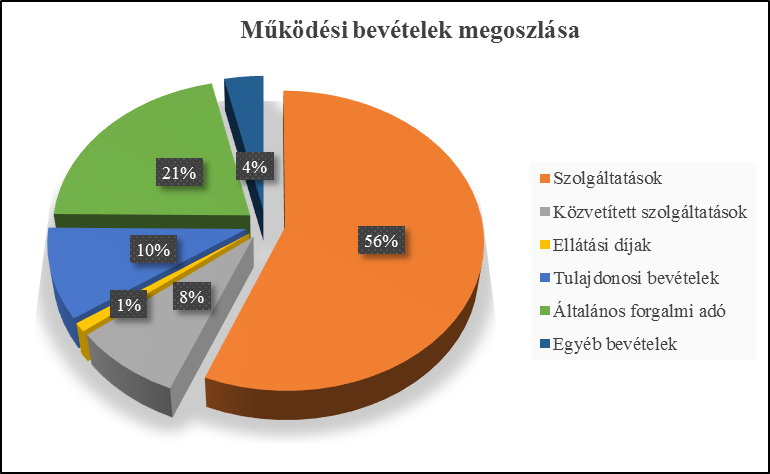 Működési bevételek megoszlása
4%
21%
56%
10%
8%
1%
Szolgáltatások
Közvetített szolgáltatások
Ellátási díjak
Tulajdonosi bevételek
Általános forgalmi adó
Egyéb bevételek